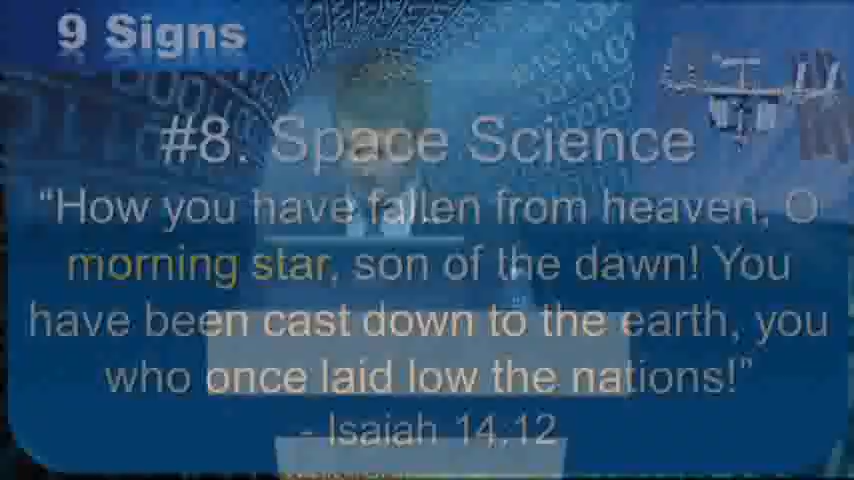 9 Signs
#8. Space Science
“How you have fallen from heaven, O
morning star, son of the dawn! You
have been cast down to the earth, you
who once laid low the nations!”
- Isaiah 14.12